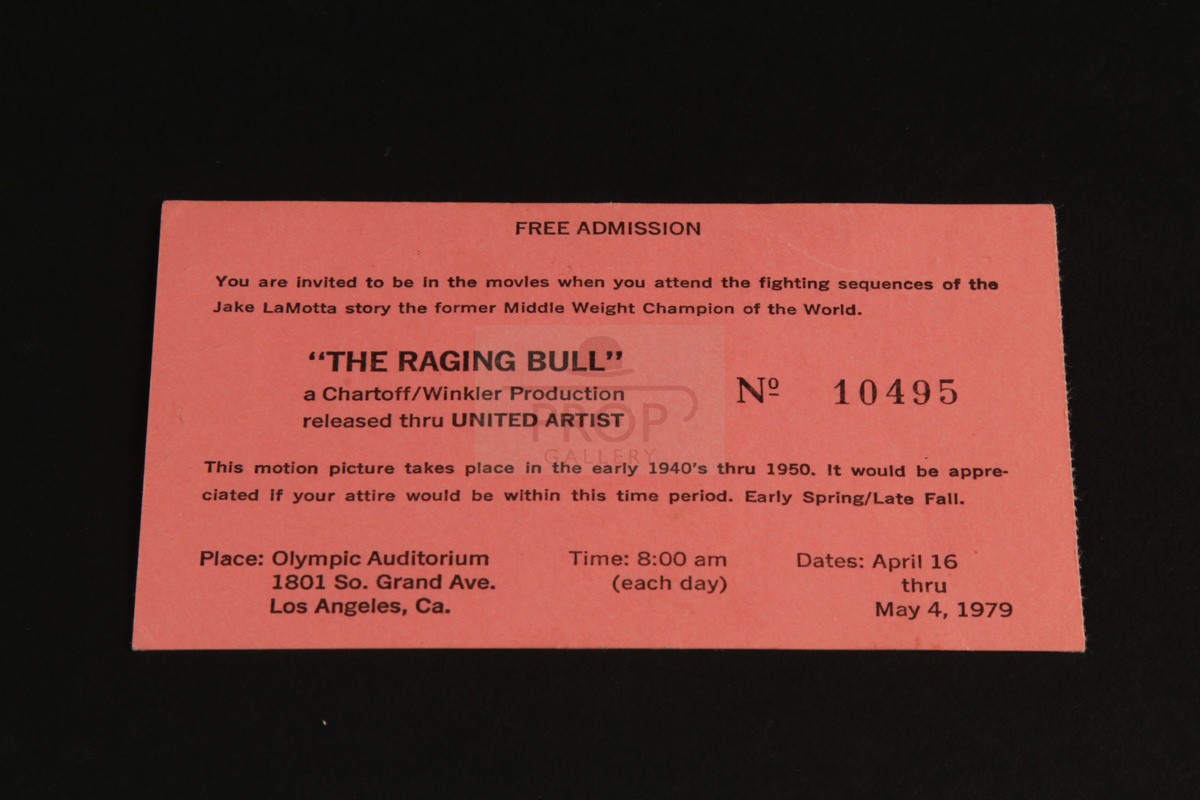 FREE ADMISSION
You are invited to be in the movies when you attend the fighting sequences of the
Jake LaMotta story the former Middle Weight Champion of the World.
"THE RAGING BULL"
a Chartoff/Winkler Production
released thru UNITED ARTIST
Nº 10495
PROP
GALLERY
This motion picture takes place in the early 1940's thru 1950. It would be appre-
ciated if your attire would be within this time period. Early Spring/Late Fall.
Place: Olympic Auditorium
1801 So. Grand Ave.
Los Angeles, Ca.
Time: 8:00 am
(each day)
Dates: April 16
thru
May 4, 1979